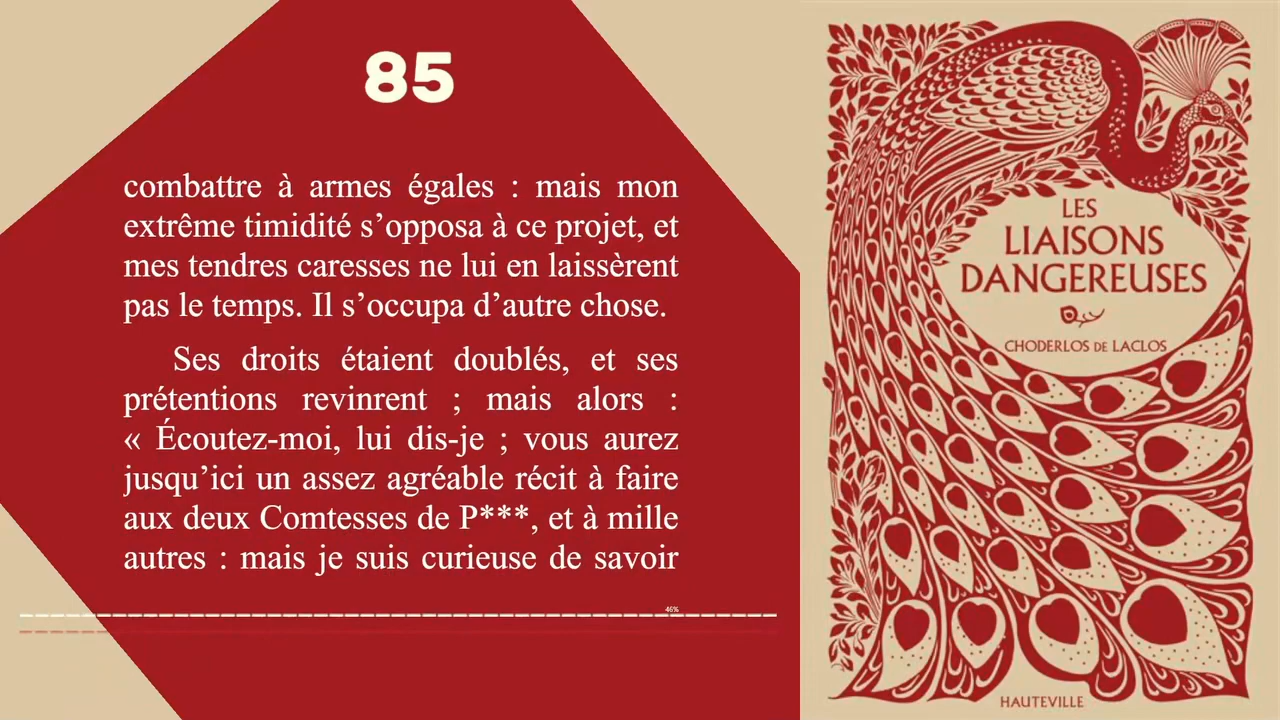 85
combattre à armes égales : mais mon
extrême timidité s’opposa à ce projet, et
mes tendres caresses ne lui en laissèrent
pas le temps. Il s’occupa d’autre chose.
Ses droits étaient doublés, et ses
prétentions revinrent ; mais alors :
« Écoutez-moi, lui dis-je ; vous aurez
jusqu’ici un assez agréable récit à faire
aux deux Comtesses de P***, et à mille
autres : mais je suis curieuse de savoir
46%
LES
LIAISONS
DANGEREUSES
CHODERLOS DE LACLOS
HAUTEVILLE